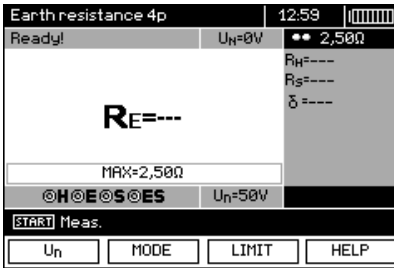 Earth resistance 4p 12:59
Ready! UN=0V 2,50Ω
RH=---
RS=---
δ=---
RE=---
MAX=2,50Ω
H E S ES Un=50V
START Meas.
Un MODE LIMIT HELP